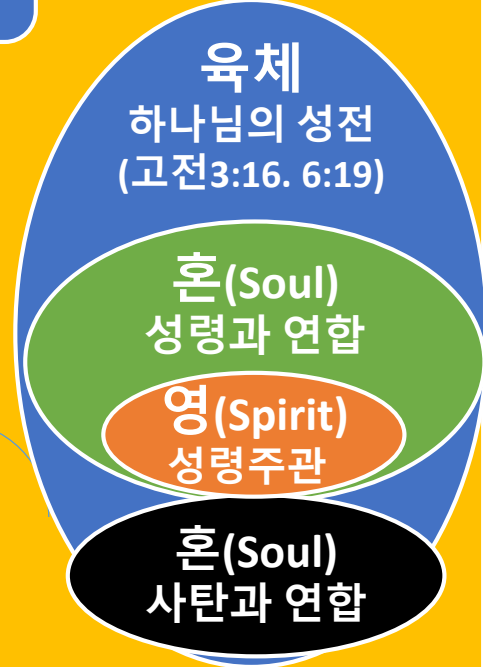 육체
하나님의 성전
(고전3:16. 6:19)
혼(Soul)
성령과 연합
영(Spirit)
성령주관
혼(Soul)
사탄과 연합